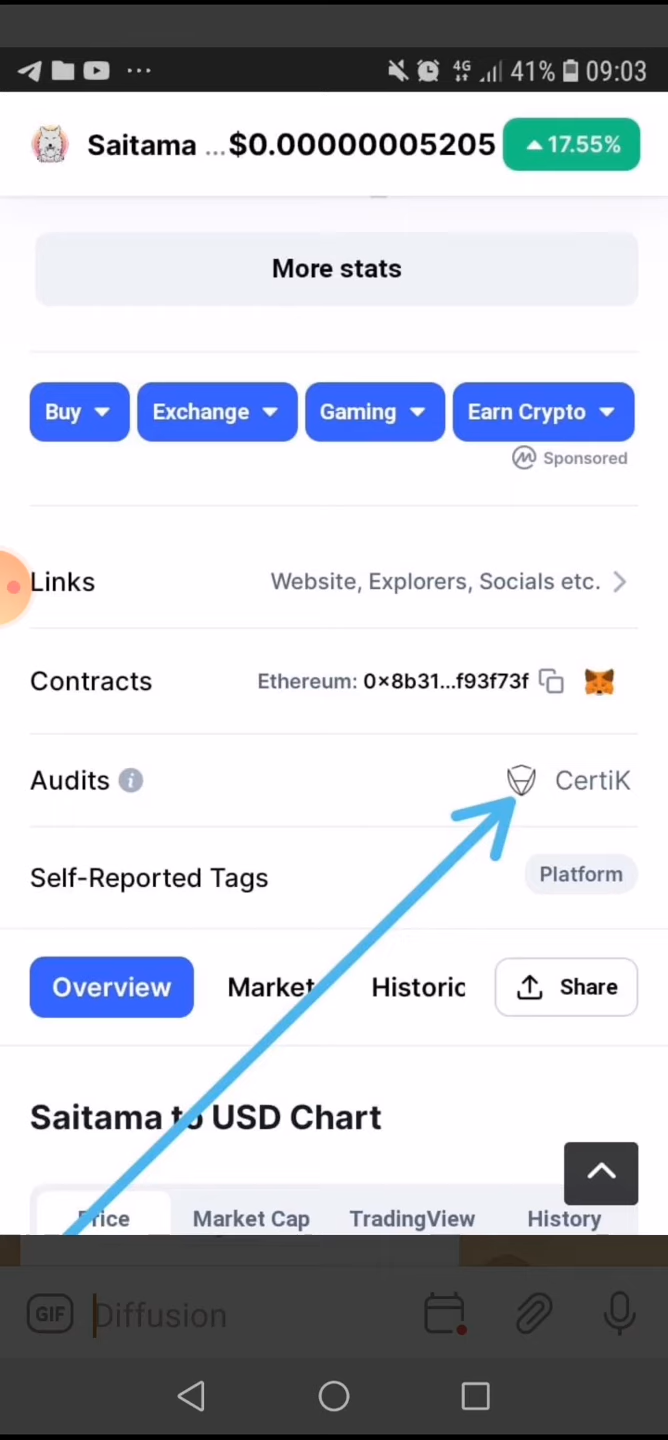 41% 09:03
Saitama ... $0.00000005205 17.55%
More stats
Buy Exchange Gaming Earn Crypto
Sponsored
Links Website, Explorers, Socials etc.
Contracts Ethereum: 0x8b31...f93f73f
Audits CertiK
Self-Reported Tags Platform
Overview Market Historic Share
Saitama to USD Chart
Price Market Cap TradingView History
GIF Diffusion